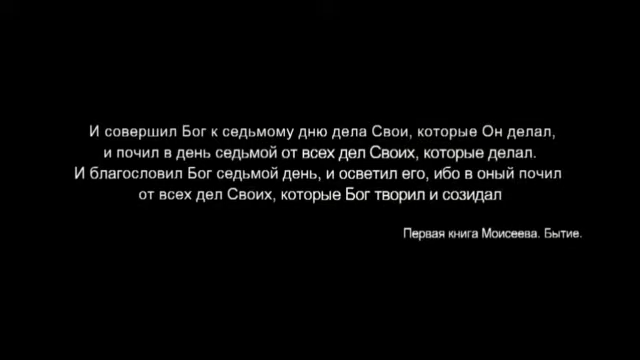 И совершил Бог к седьмому дню дела Свои, которые Он делал,
и почил в день седьмой от всех дел Своих, которые делал.
И благословил Бог седьмой день, и осветил его, ибо в оный почил
от всех дел Своих, которые Бог творил и созидал
Первая книга Моисеева. Бытие.